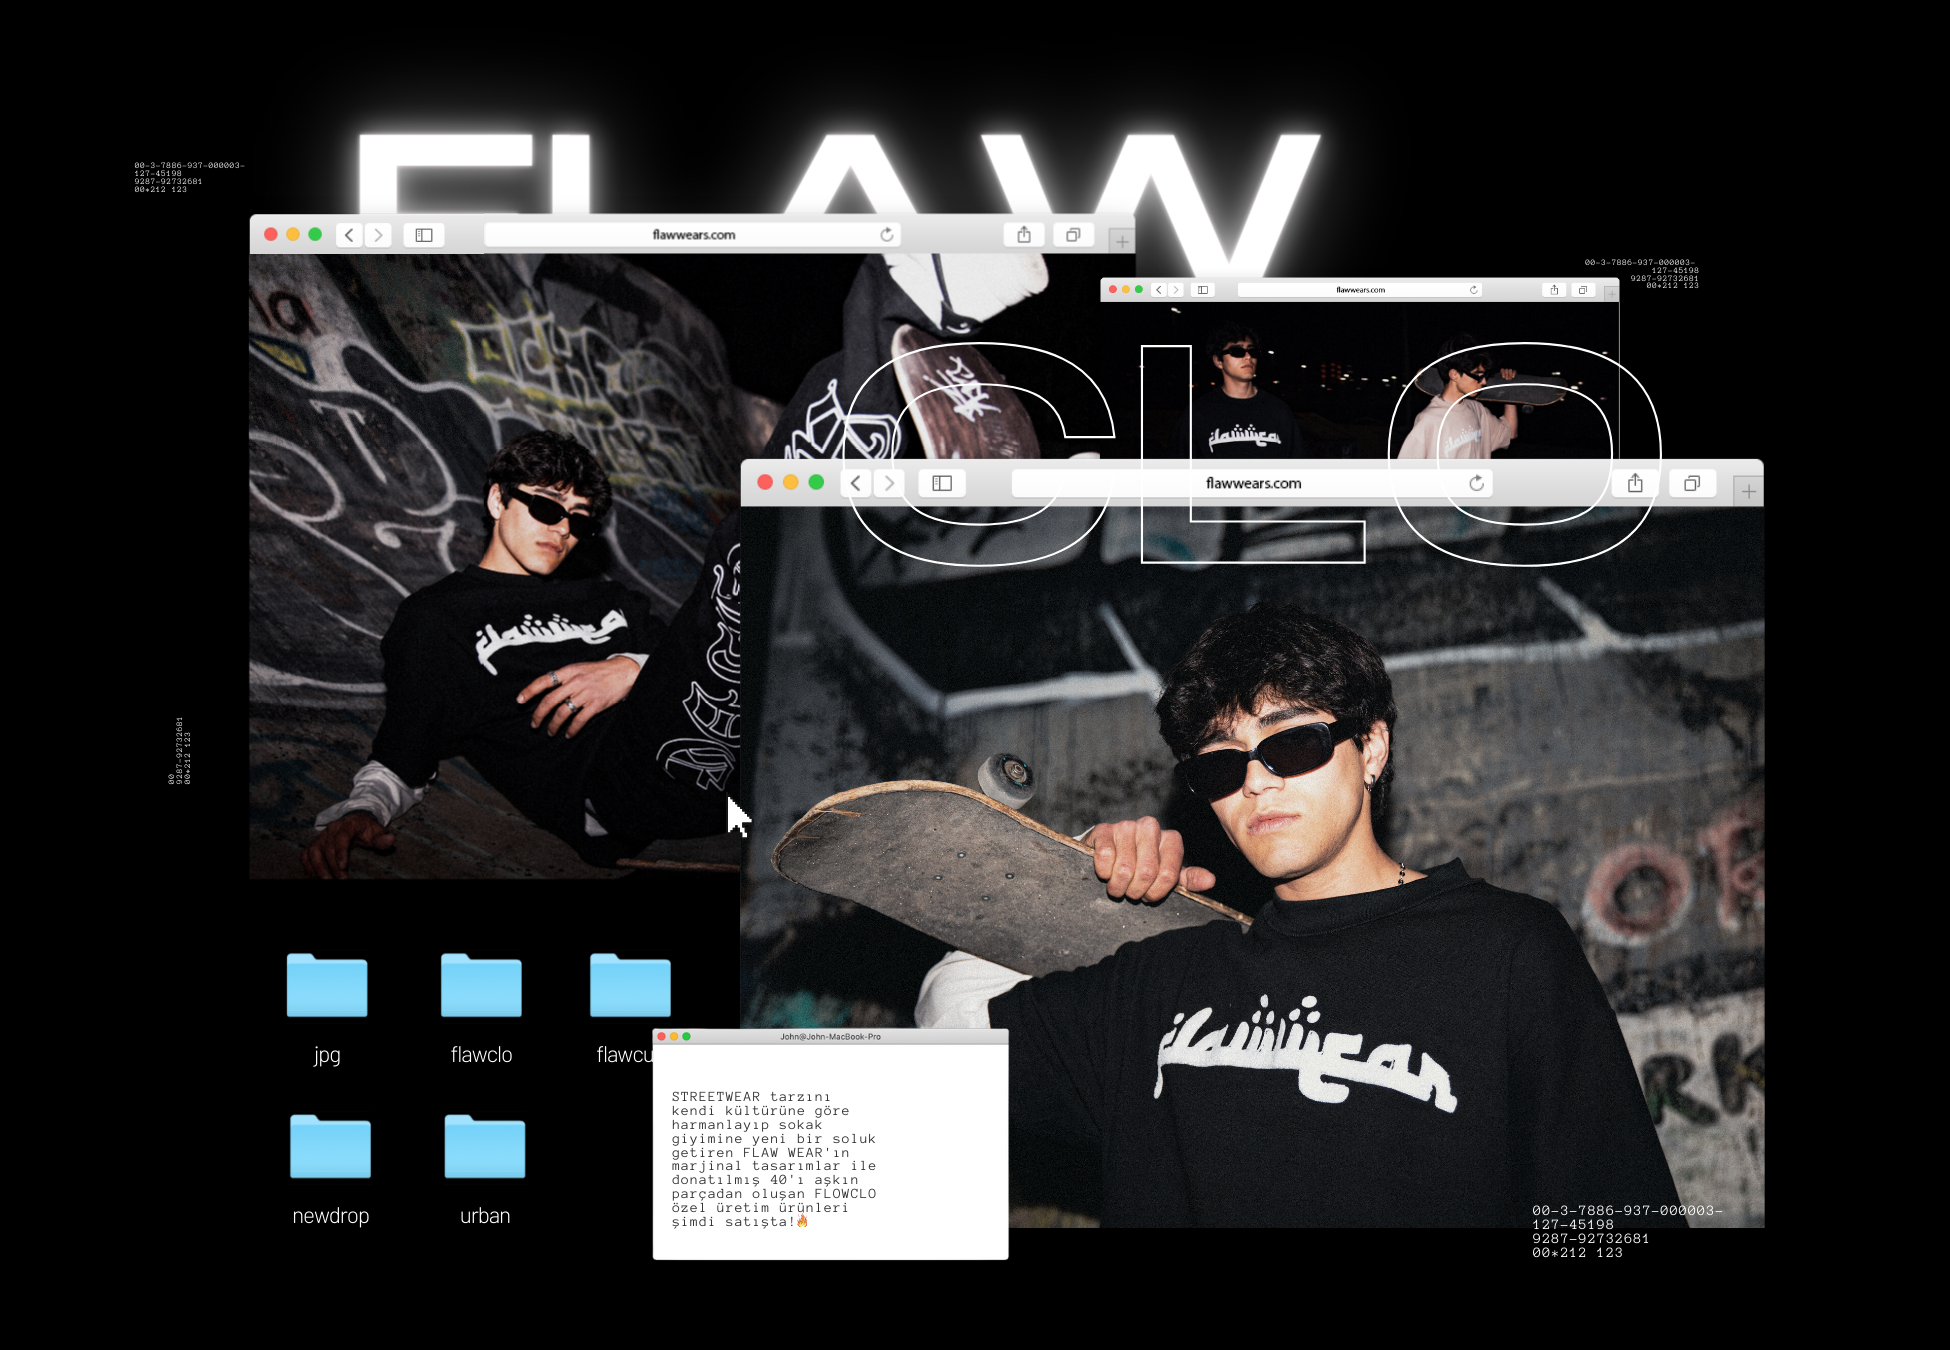 FLAW
00-3-7886-937-000003-
127-45198
9287-92732681
00*212 123
flawwears.com
00-3-7886-937-000003-
127-45198
9287-92732681
00*212 123
flawwears.com
CLO
flawwear
flawwears.com
flawwear
00
9287-92732681
00*212 123
flawwear
jpg
flawclo
flawcu
John@John-MacBook-Pro
STREETWEAR tarzını
kendi kültürüne göre
harmanlayıp sokak
giyimine yeni bir soluk
getiren FLAW WEAR'ın
marjinal tasarımlar ile
donatılmış 40'ı aşkın
parçadan oluşan FLOWCLO
özel üretim ürünleri
şimdi satışta!🔥
newdrop
urban
00-3-7886-937-000003-
127-45198
9287-92732681
00*212 123